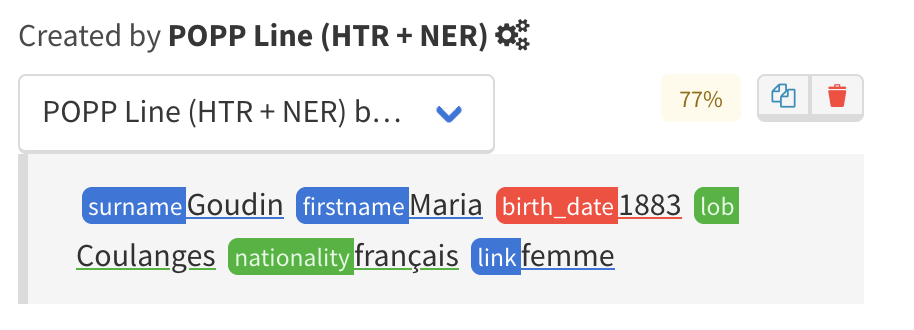 Created by POPP Line (HTR + NER)
POPP Line (HTR + NER) b...
77%
surname Goudin firstname Maria birth_date 1883 lob
Coulanges nationality français link femme